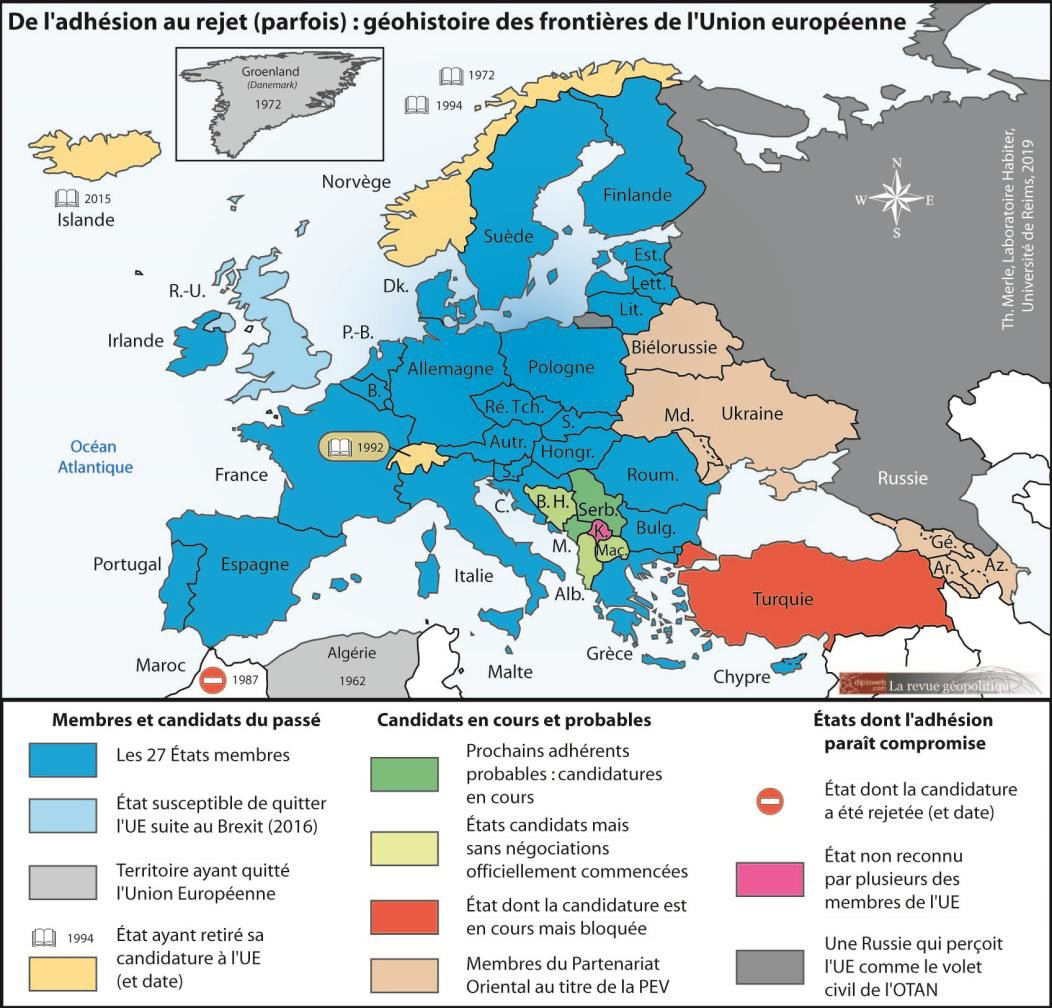 De l'adhésion au rejet (parfois) : géohistoire des frontières de l'Union européenne
Groenland
(Danemark)
1972
1972
1994
2015
Islande
Norvège
Finlande
Suède
Est.
Lett.
Lit.
Dk.
R.-U.
Irlande
P.-B.
B.
Allemagne
Pologne
Biélorussie
Ré. Tch.
S.
Md.
Ukraine
Autr.
Hongr.
Roum.
S.
1992
Océan
Atlantique
France
C.
B. H.
Serb.
K.
M.
Mac.
Alb.
Bulg.
Russie
Gé.
Ar.
Az.
Portugal
Espagne
Italie
Turquie
Grèce
Malte
Chypre
Maroc
1987
Algérie
1962
N
W
E
S
Th. Merle, Laboratoire Habiter,
Université de Reims, 2019
diploweb
.com
La revue géopolitique
Membres et candidats du passé
Les 27 États membres
État susceptible de quitter
l'UE suite au Brexit (2016)
Territoire ayant quitté
l'Union Européenne
1994
État ayant retiré sa
candidature à l'UE
(et date)
Candidats en cours et probables
Prochains adhérents
probables : candidatures
en cours
États candidats mais
sans négociations
officiellement commencées
État dont la candidature est
en cours mais bloquée
Membres du Partenariat
Oriental au titre de la PEV
États dont l'adhésion
paraît compromise
État dont la candidature
a été rejetée (et date)
État non reconnu
par plusieurs des
membres de l'UE
Une Russie qui perçoit
l'UE comme le volet
civil de l'OTAN